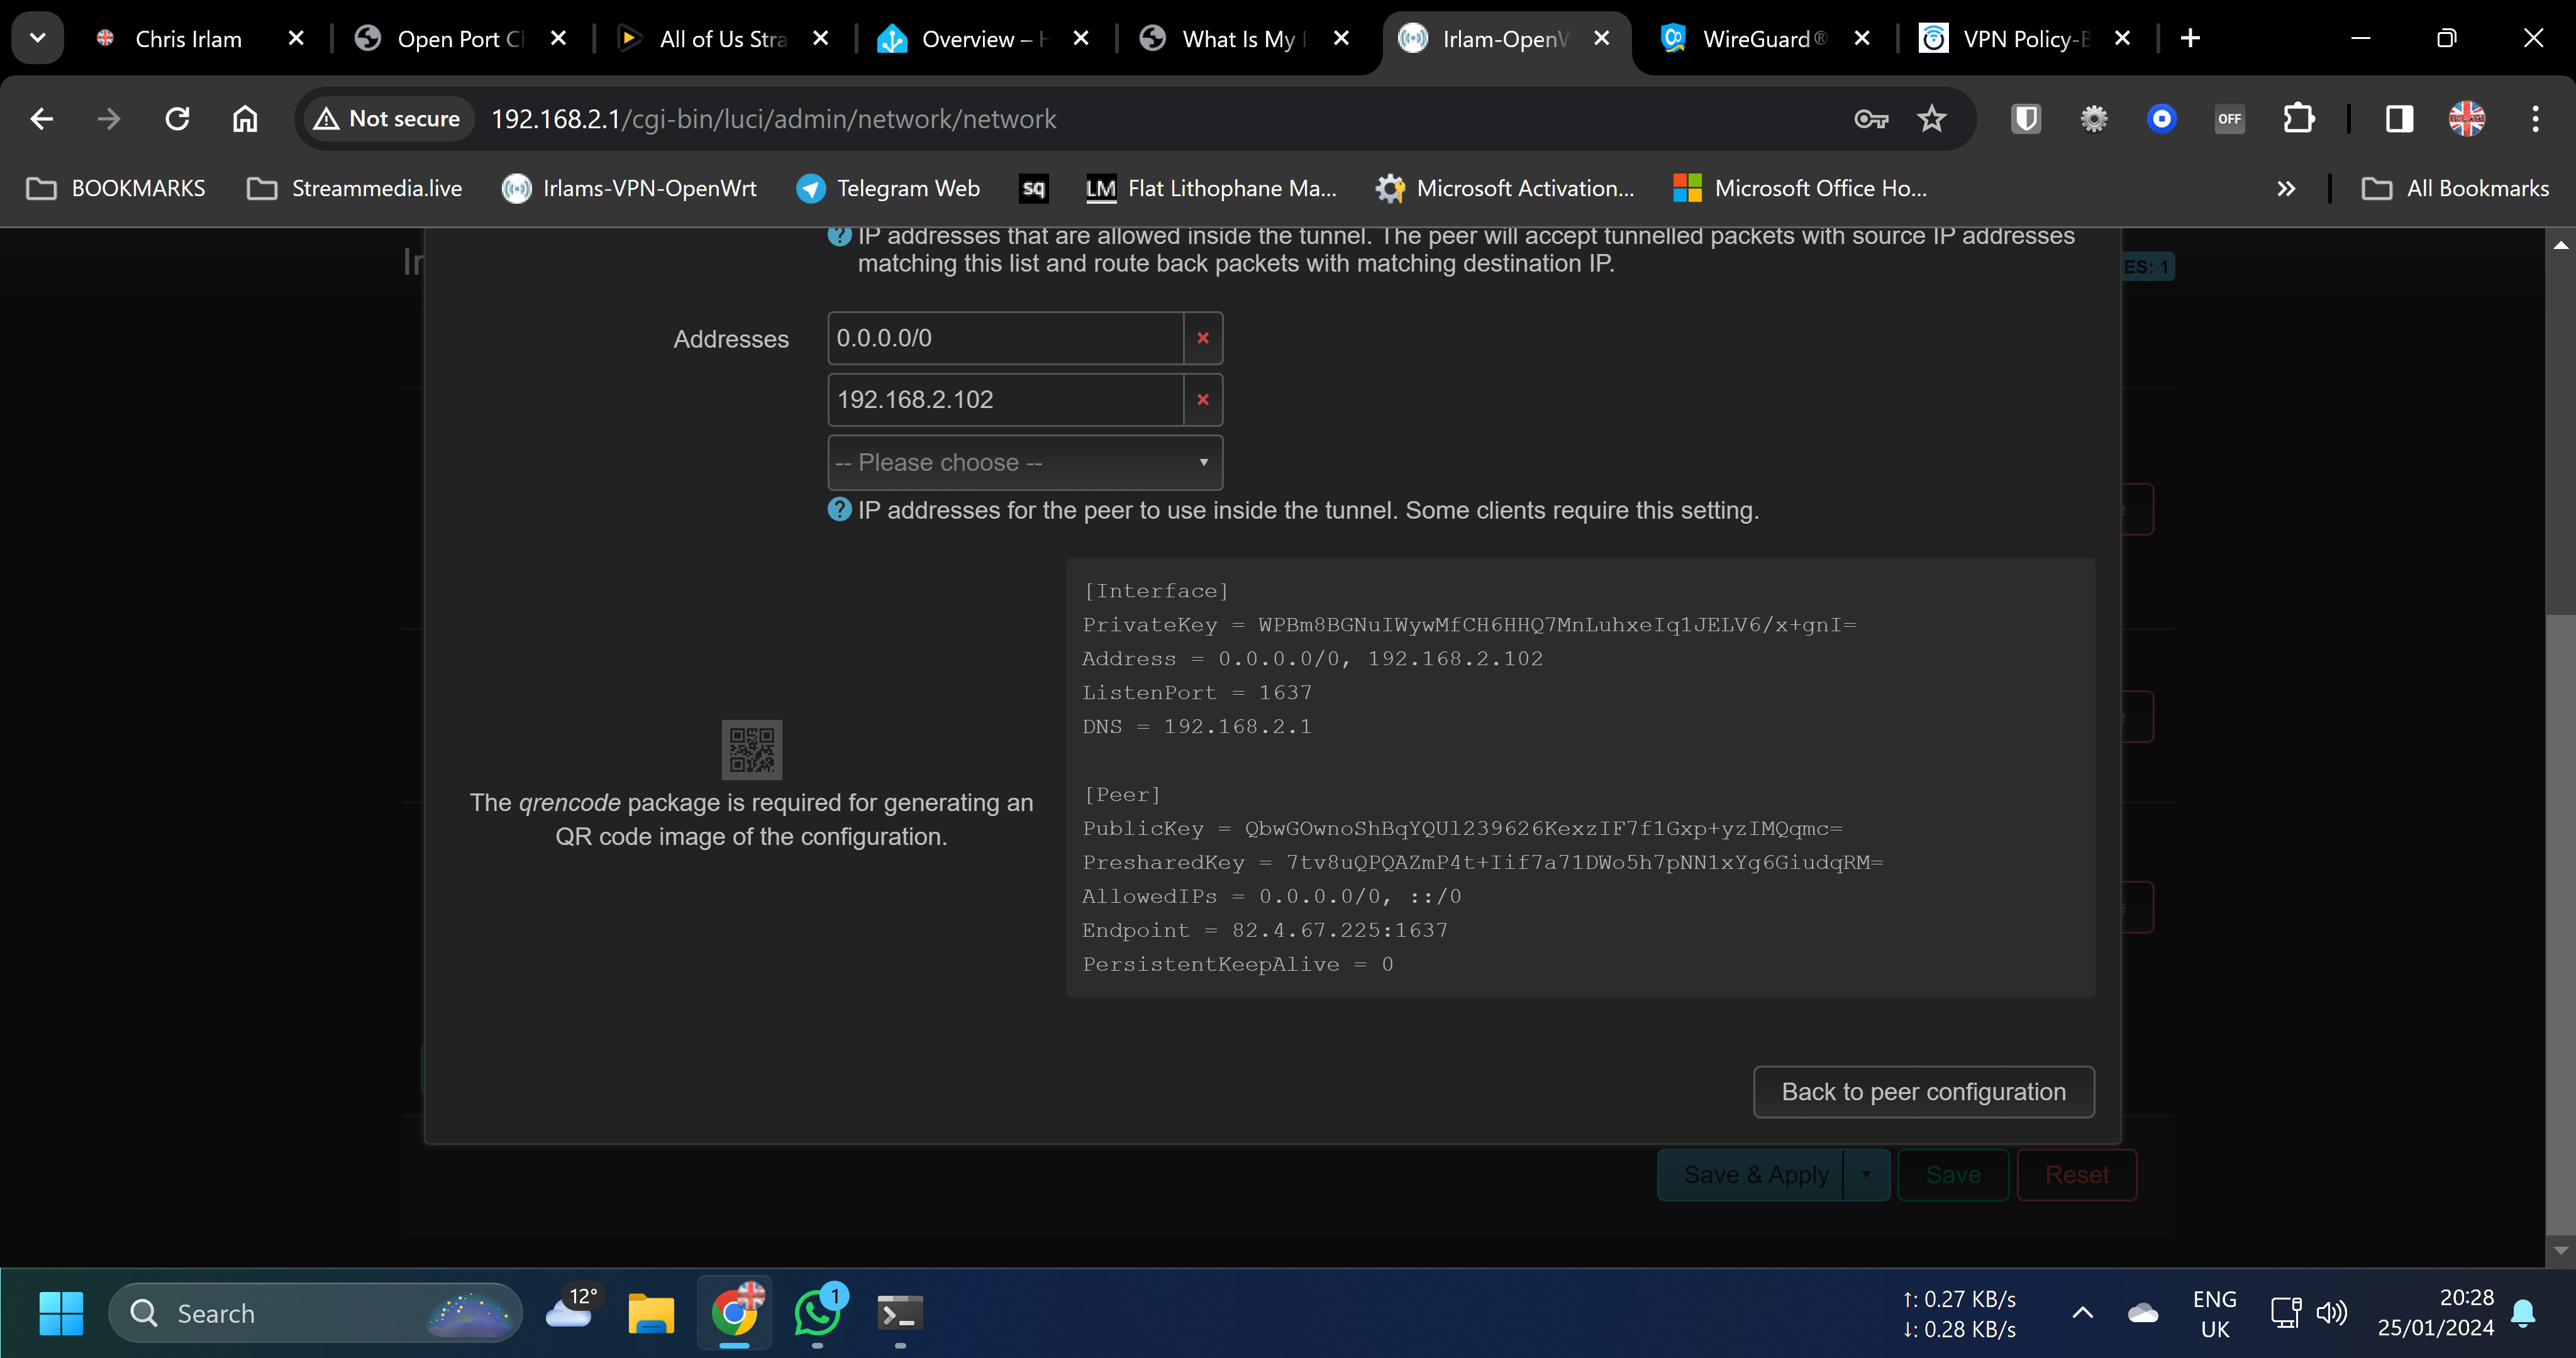 Chris Irlam
Open Port C
All of Us Stra
Overview –
What Is My
Irlam-OpenW
WireGuard®
VPN Policy-B
Not secure
192.168.2.1/cgi-bin/luci/admin/network/network
OFF
BOOKMARKS
Streammedia.live
Irlams-VPN-OpenWrt
Telegram Web
sq
LM
Flat Lithophane Ma...
Microsoft Activation...
Microsoft Office Ho...
All Bookmarks
Ir
ES: 1
IP addresses that are allowed inside the tunnel. The peer will accept tunnelled packets with source IP addresses
matching this list and route back packets with matching destination IP.
Addresses
0.0.0.0/0
192.168.2.102
-- Please choose --
IP addresses for the peer to use inside the tunnel. Some clients require this setting.
[Interface]
PrivateKey = WPBm8BGNuIWywMfCH6HHQ7MnLuhxeIq1JELV6/x+gnI=
Address = 0.0.0.0/0, 192.168.2.102
ListenPort = 1637
DNS = 192.168.2.1
[Peer]
PublicKey = QbwGOwnoShBqYQUl239626KexzIF7f1Gxp+yzIMQqmc=
PresharedKey = 7tv8uQPQAZmP4t+Iif7a71DWo5h7pNN1xYg6GiudqRM=
AllowedIPs = 0.0.0.0/0, ::/0
Endpoint = 82.4.67.225:1637
PersistentKeepAlive = 0
The qrencode package is required for generating an
QR code image of the configuration.
Back to peer configuration
Save & Apply
Save
Reset
Search
12°
1
↑: 0.27 KB/s
↓: 0.28 KB/s
ENG
UK
20:28
25/01/2024